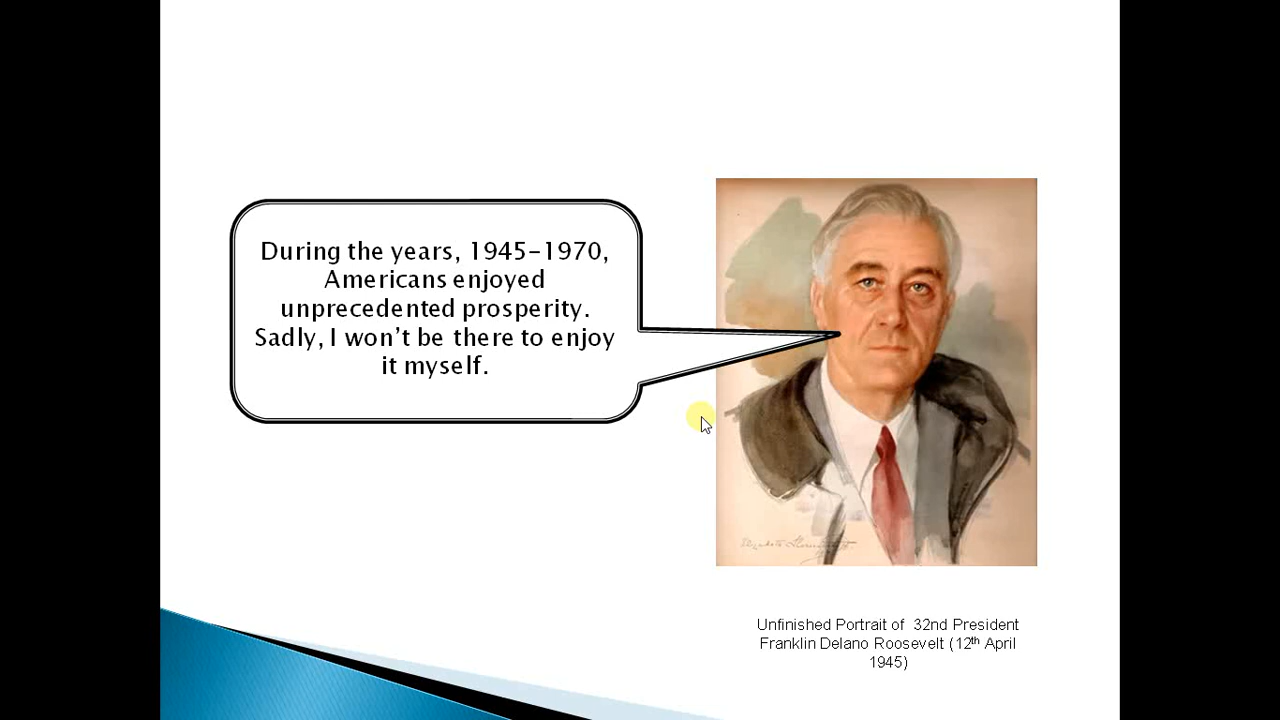 During the years, 1945-1970,
Americans enjoyed
unprecedented prosperity.
Sadly, I won't be there to enjoy
it myself.
Unfinished Portrait of 32nd President
Franklin Delano Roosevelt (12th April
1945)